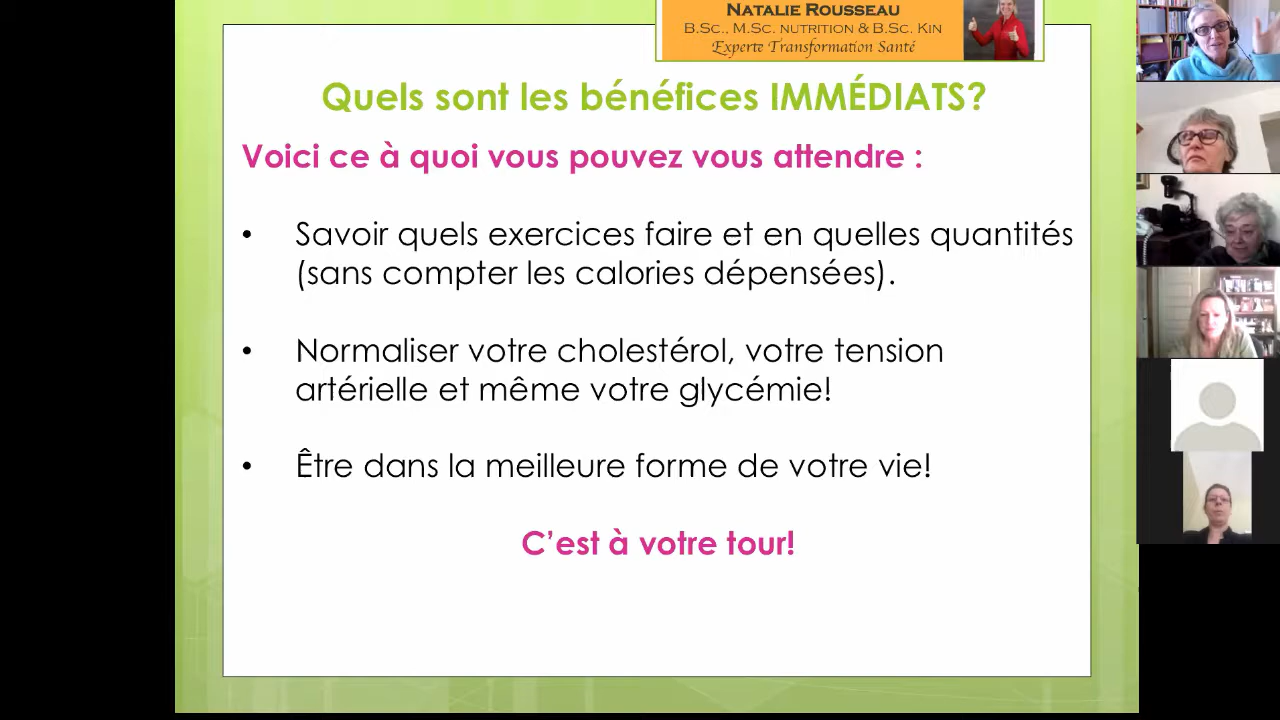 NATALIE ROUSSEAU
B.SC., M.SC. NUTRITION & B.SC. KIN
Experte Transformation Santé
Quels sont les bénéfices IMMÉDIATS?
Voici ce à quoi vous pouvez vous attendre :
• Savoir quels exercices faire et en quelles quantités
(sans compter les calories dépensées).
• Normaliser votre cholestérol, votre tension
artérielle et même votre glycémie!
• Être dans la meilleure forme de votre vie!
C’est à votre tour!